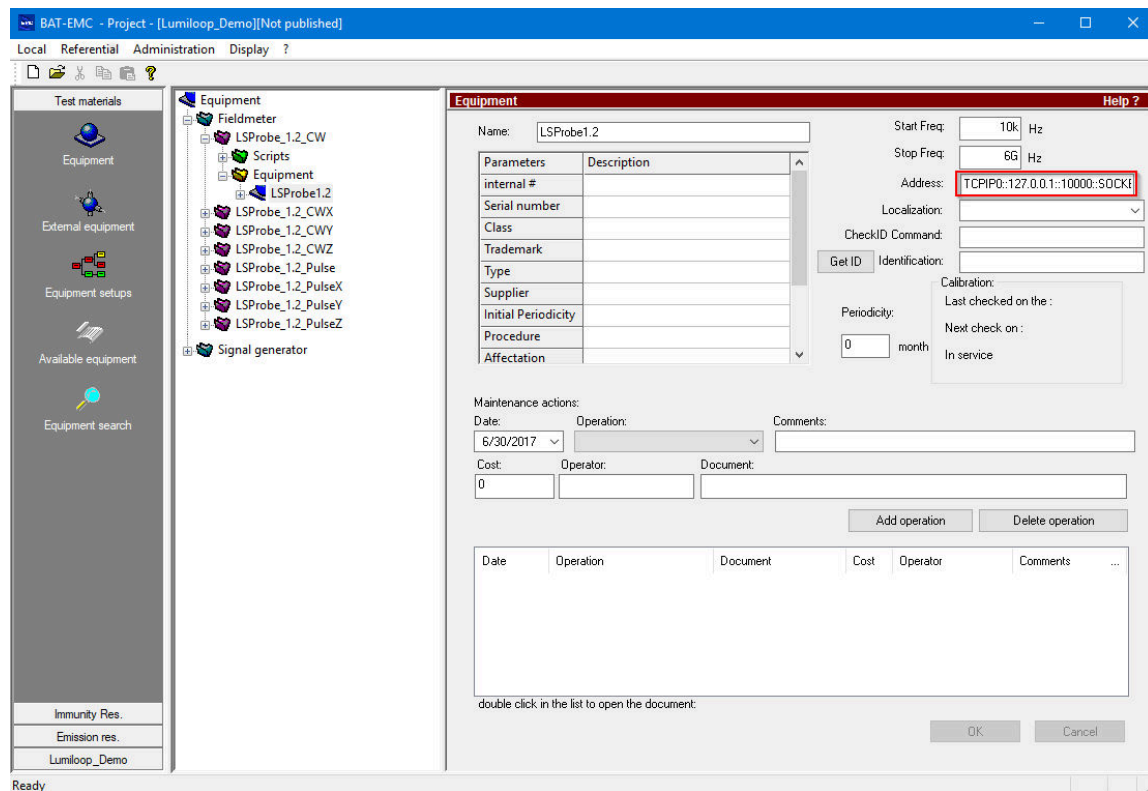 BAT-EMC - Project - [Lumiloop_Demo][Not published]
Local Referential Administration Display ?
Test materials
Equipment
External equipment
Equipment setups
Available equipment
Equipment search
Immunity Res.
Emission res.
Lumiloop_Demo
Equipment
Fieldmeter
LSProbe_1.2_CW
Scripts
Equipment
LSProbe1.2
LSProbe_1.2_CWX
LSProbe_1.2_CWY
LSProbe_1.2_CWZ
LSProbe_1.2_Pulse
LSProbe_1.2_PulseX
LSProbe_1.2_PulseY
LSProbe_1.2_PulseZ
Signal generator
Equipment Help ?
Name: LSProbe1.2
Parameters Description
internal #
Serial number
Class
Trademark
Type
Supplier
Initial Periodicity
Procedure
Affectation
Start Freq: 10k Hz
Stop Freq: 6G Hz
Address: TCPIP0::127.0.0.1::10000::SOCKE
Localization:
CheckID Command:
Get ID Identification:
Periodicity:
0 month
Calibration:
Last checked on the :
Next check on :
In service
Maintenance actions:
Date: Operation: Comments:
6/30/2017
Cost: Operator: Document:
0
Add operation Delete operation
Date Operation Document Cost Operator Comments ...
double click in the list to open the document:
OK Cancel
Ready